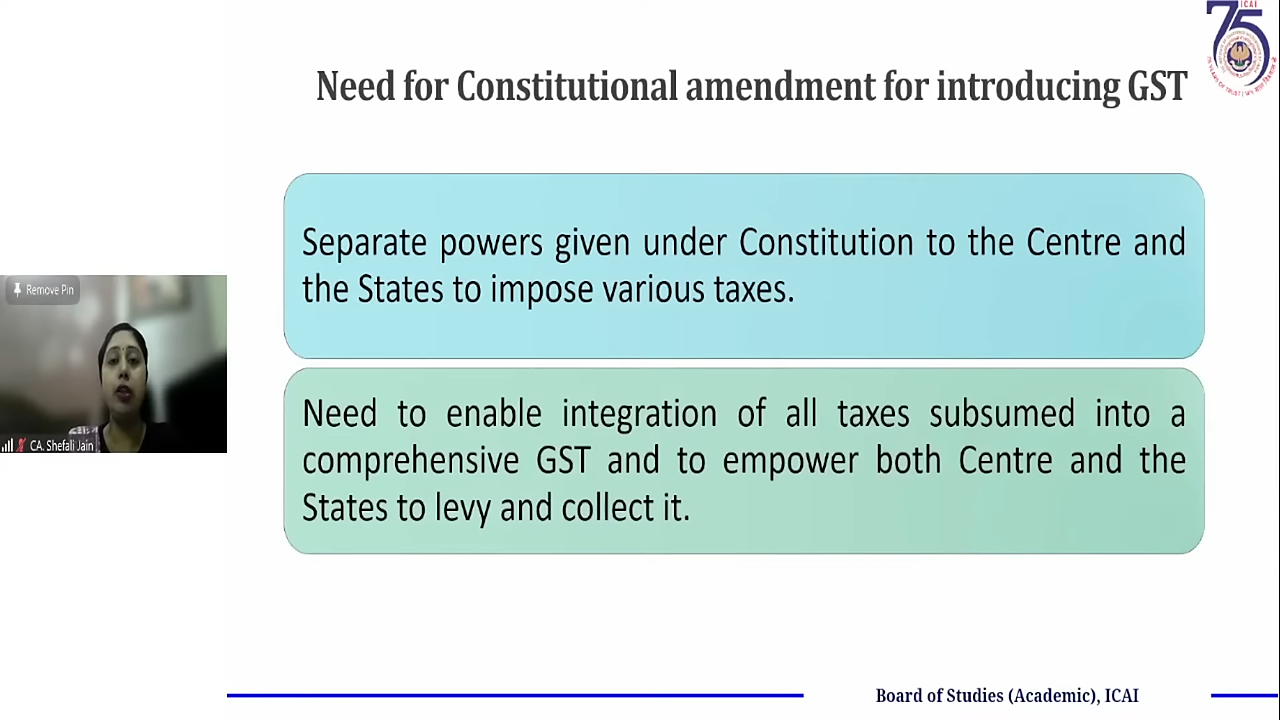 ICAI
75
Need for Constitutional amendment for introducing GST
Separate powers given under Constitution to the Centre and
the States to impose various taxes.
Remove Pin
CA. Shefali Jain
Need to enable integration of all taxes subsumed into a
comprehensive GST and to empower both Centre and the
States to levy and collect it.
Board of Studies (Academic), ICAI